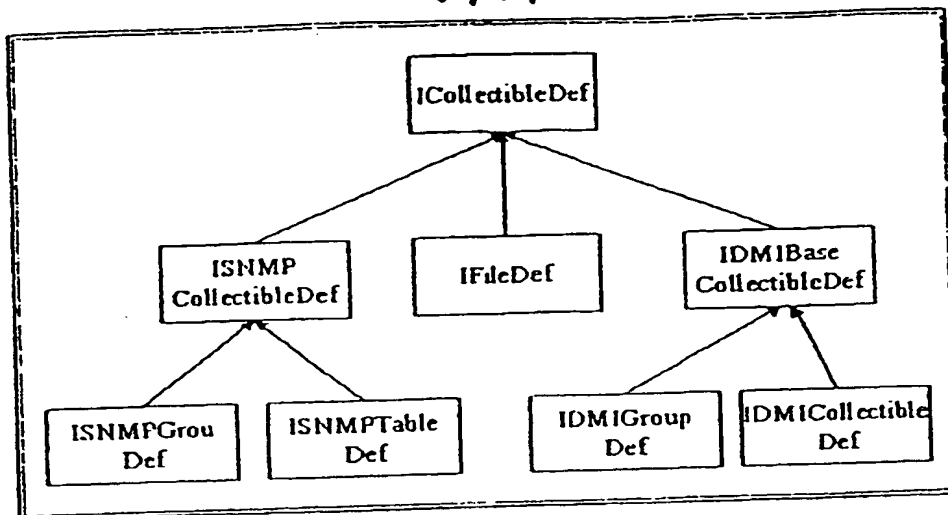 ICollectibleDef
ISNMP
CollectibleDef
IFileDef
IDMIBase
CollectibleDef
ISNMPGrou
Def
ISNMPTable
Def
IDMIGroup
Def
IDMICollectible
Def